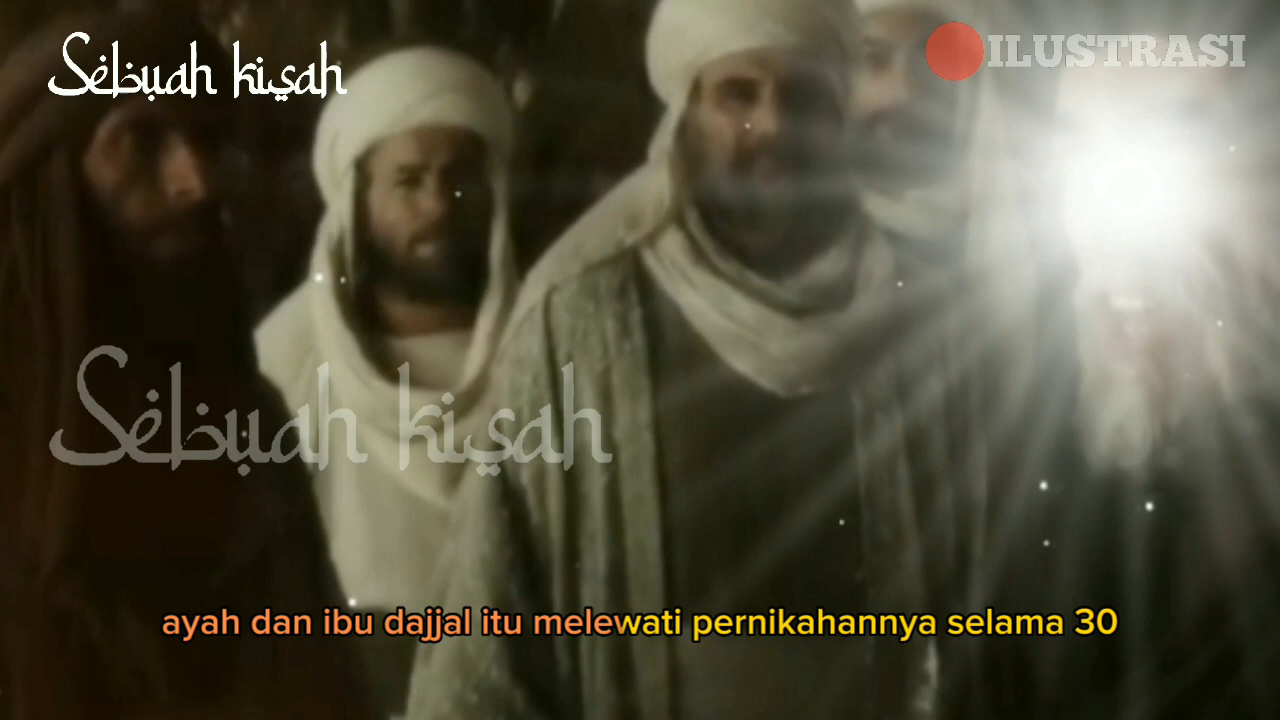 Sebuah kisah
ILUSTRASI
Sebuah kisah
ayah dan ibu dajjal itu melewati pernikahannya selama 30